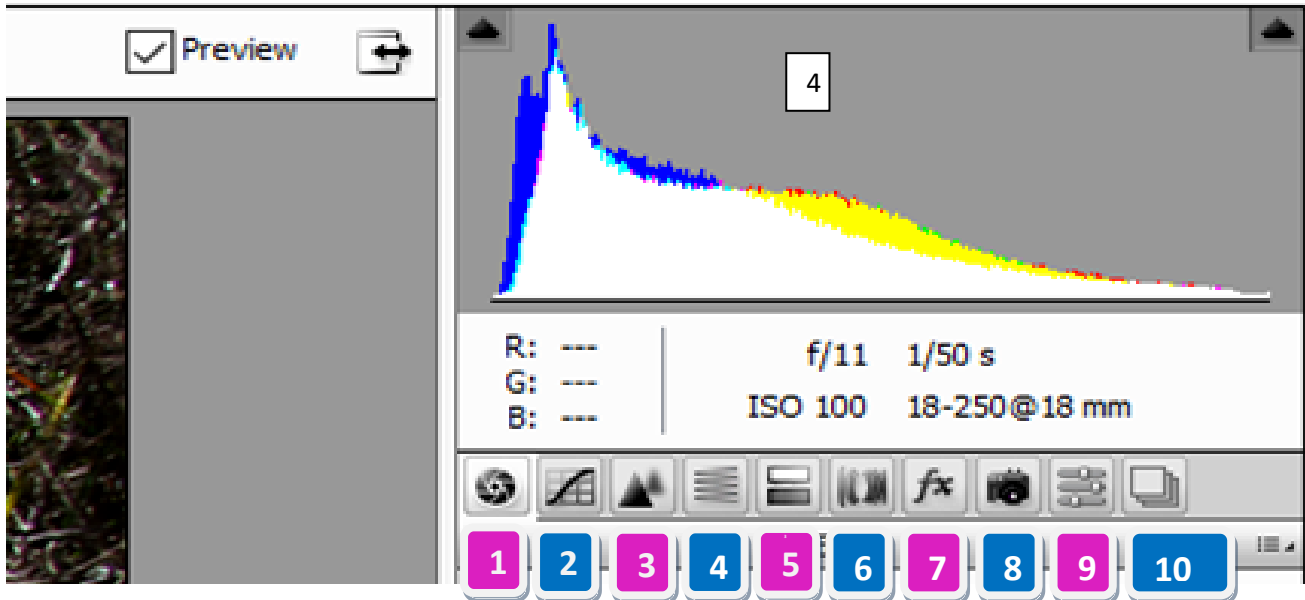 Preview
4
R: ---
G: ---
B: ---
f/11 1/50 s
ISO 100 18-250@18 mm
fx
1 2 3 4 5 6 7 8 9 10